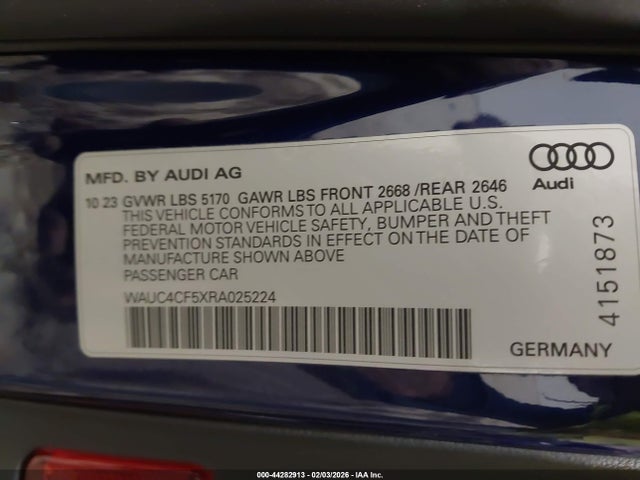 MFD. BY AUDI AG
10 23 GVWR LBS 5170 GAWR LBS FRONT 2668 /REAR 2646
THIS VEHICLE CONFORMS TO ALL APPLICABLE U.S.
FEDERAL MOTOR VEHICLE SAFETY, BUMPER AND THEFT
PREVENTION STANDARDS IN EFFECT ON THE DATE OF
MANUFACTURE SHOWN ABOVE
PASSENGER CAR
WAUC4CF5XRA025224
Audi
4151873
GERMANY
000-44282913 - 02/03/2026 - IAA Inc.